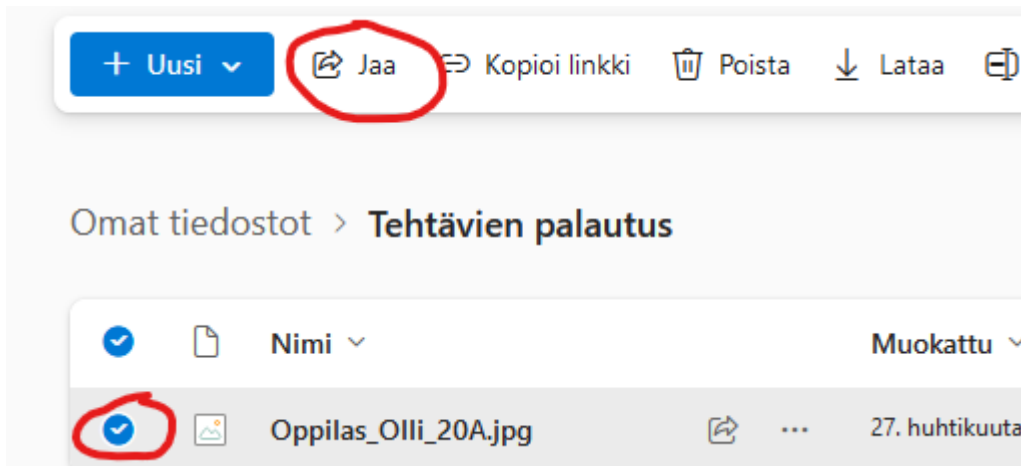 + Uusi Jaa Kopioi linkki Poista Lataa
Omat tiedostot > Tehtävien palautus
Nimi Muokattu
Oppilas_Olli_20A.jpg ... 27. huhtikuuta